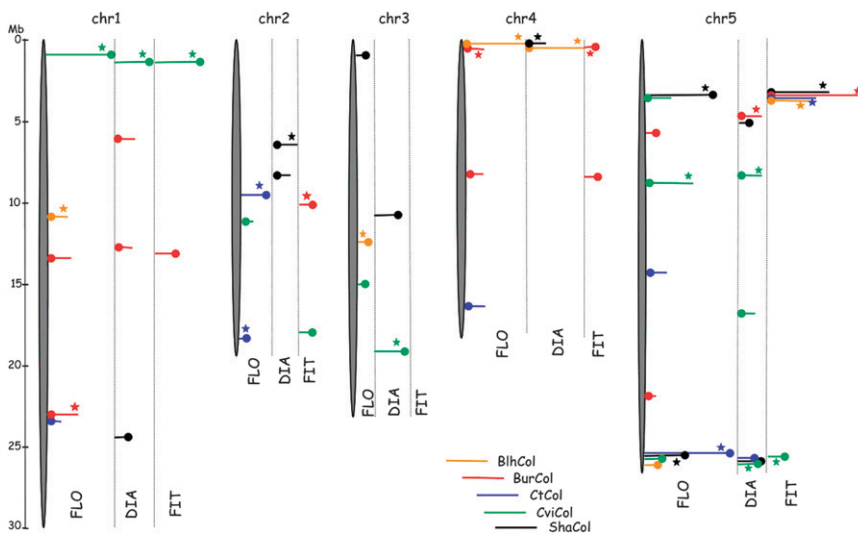 chr1 chr2 chr3 chr4 chr5
Mb
0
5
10
15
20
25
30
FLO DIA FIT
FLO DIA FIT
FLO DIA FIT
FLO DIA FIT
FLO DIA FIT
BlhCol
BurCol
CtCol
CviCol
ShaCol